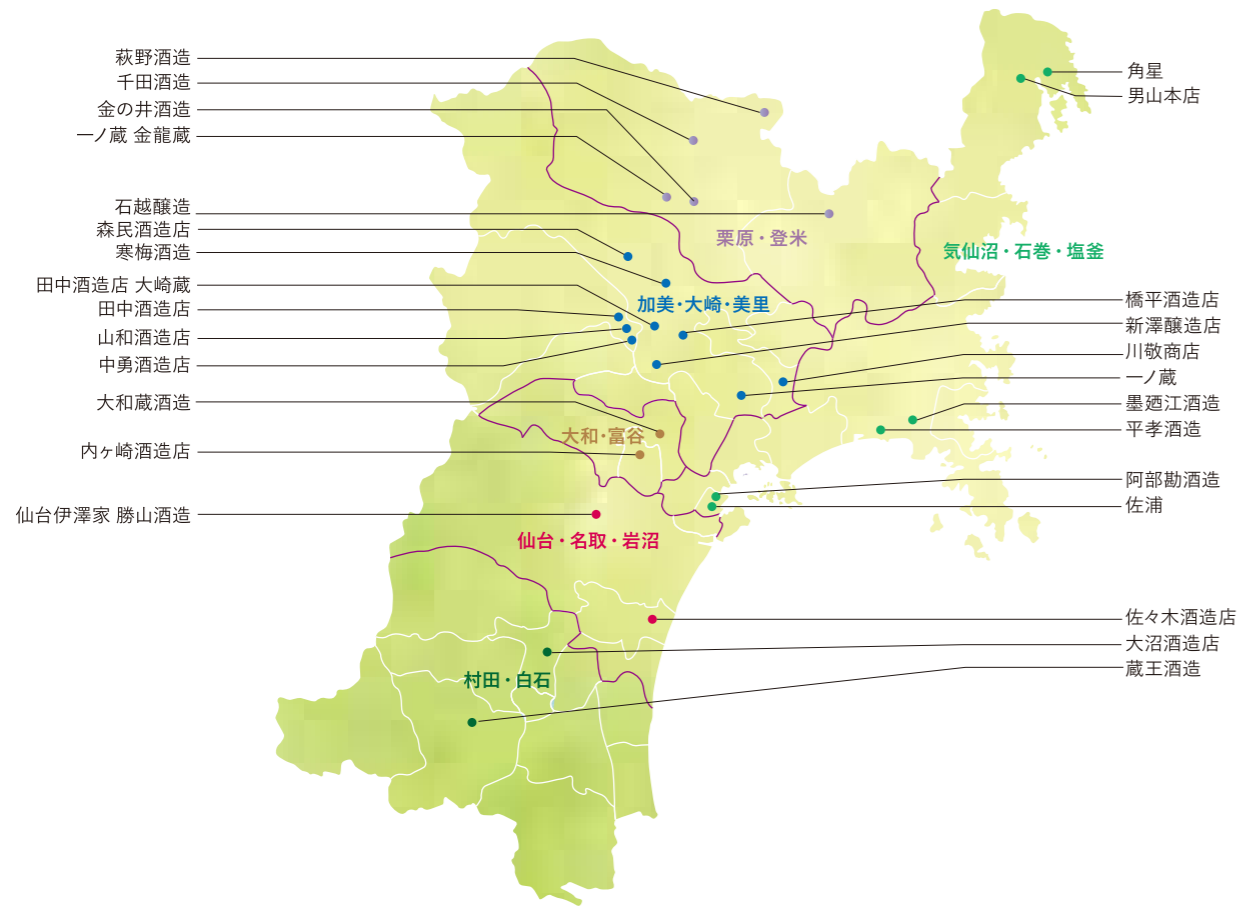 萩野酒造
千田酒造
金の井酒造
一ノ蔵 金龍蔵
石越醸造
森民酒造店
寒梅酒造
田中酒造店 大崎蔵
田中酒造店
山和酒造店
中勇酒造店
大和蔵酒造
内ヶ崎酒造店
仙台伊澤家 勝山酒造
栗原・登米
気仙沼・石巻・塩釜
加美・大崎・美里
大和・富谷
仙台・名取・岩沼
村田・白石
角星
男山本店
橋平酒造店
新澤醸造店
川敬商店
一ノ蔵
墨廼江酒造
平孝酒造
阿部勘酒造
佐浦
佐々木酒造店
大沼酒造店
蔵王酒造